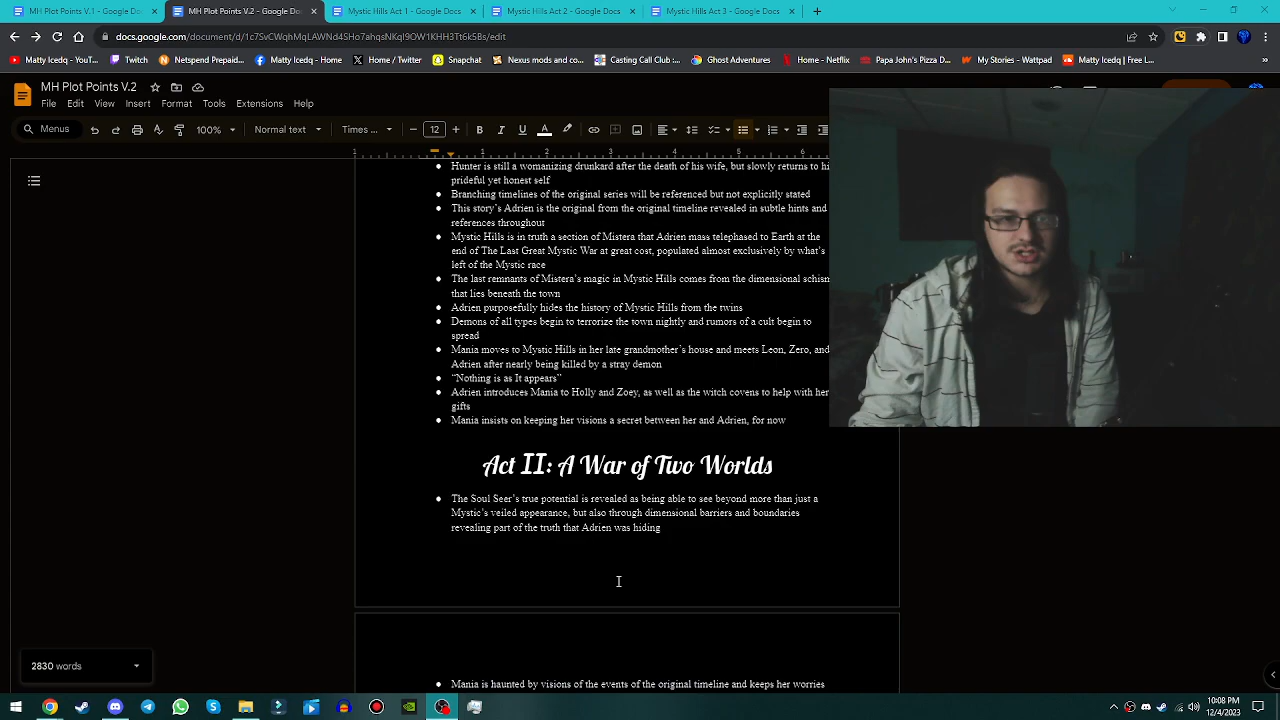 MH Plot Points V.1 - Google Doc
MH Plot Points V.2 - Google Doc
Mystic Hills Act 1 - Google Docs
Mystic Hills Act 2 - Google Docs
Mystic Hills Act 3 - Google Docs
docs.google.com/document/d/1c7SvCWqhMqLAWNd4SHo7ahqsNKqI9OW1KHH3Tt6k5Bs/edit
Matty Icedq - YouT...
Twitch
Netspend Prepaid...
Matty Icedq - Home
Home / Twitter
Snapchat
Nexus mods and co...
Casting Call Club...
Ghost Adventures
Home - Netflix
Papa John's Pizza D...
My Stories - Wattpad
Matty Icedq | Free L...
MH Plot Points V.2
File Edit View Insert Format Tools Extensions Help
Menus
100%
Normal text
Times ...
12
B I U A
1 1 2 3 4 5 6
Hunter is still a womanizing drunkard after the death of his wife, but slowly returns to hi
prideful yet honest self
Branching timelines of the original series will be referenced but not explicitly stated
This story's Adrien is the original from the original timeline revealed in subtle hints and
references throughout
Mystic Hills is in truth a section of Mistera that Adrien mass telephased to Earth at the
end of The Last Great Mystic War at great cost, populated almost exclusively by what's
left of the Mystic race
The last remnants of Mistera's magic in Mystic Hills comes from the dimensional schism
that lies beneath the town
Adrien purposefully hides the history of Mystic Hills from the twins
Demons of all types begin to terrorize the town nightly and rumors of a cult begin to
spread
Mania moves to Mystic Hills in her late grandmother's house and meets Leon, Zero, and
Adrien after nearly being killed by a stray demon
"Nothing is as It appears"
Adrien introduces Mania to Holly and Zoey, as well as the witch covens to help with her
gifts
Mania insists on keeping her visions a secret between her and Adrien, for now
Act II: A War of Two Worlds
The Soul Seer's true potential is revealed as being able to see beyond more than just a
Mystic's veiled appearance, but also through dimensional barriers and boundaries
revealing part of the truth that Adrien was hiding
Mania is haunted by visions of the events of the original timeline and keeps her worries
2830 words
10:08 PM
12/4/2023